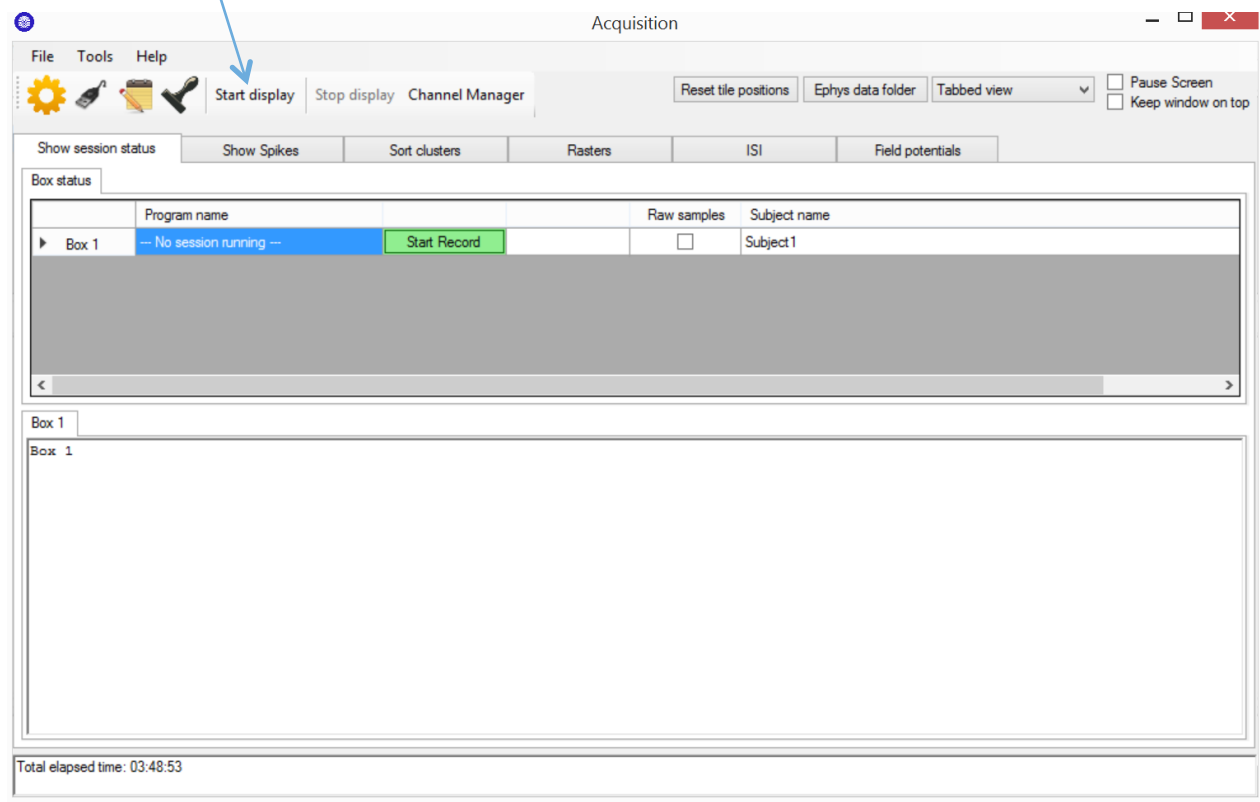 Acquisition
File Tools Help
Start display Stop display Channel Manager
Reset tile positions Ephys data folder Tabbed view
Pause Screen
Keep window on top
Show session status Show Spikes Sort clusters Rasters ISI Field potentials
Box status
Program name Raw samples Subject name
Box 1 --- No session running --- Start Record Subject1
Box 1
Box 1
Total elapsed time: 03:48:53